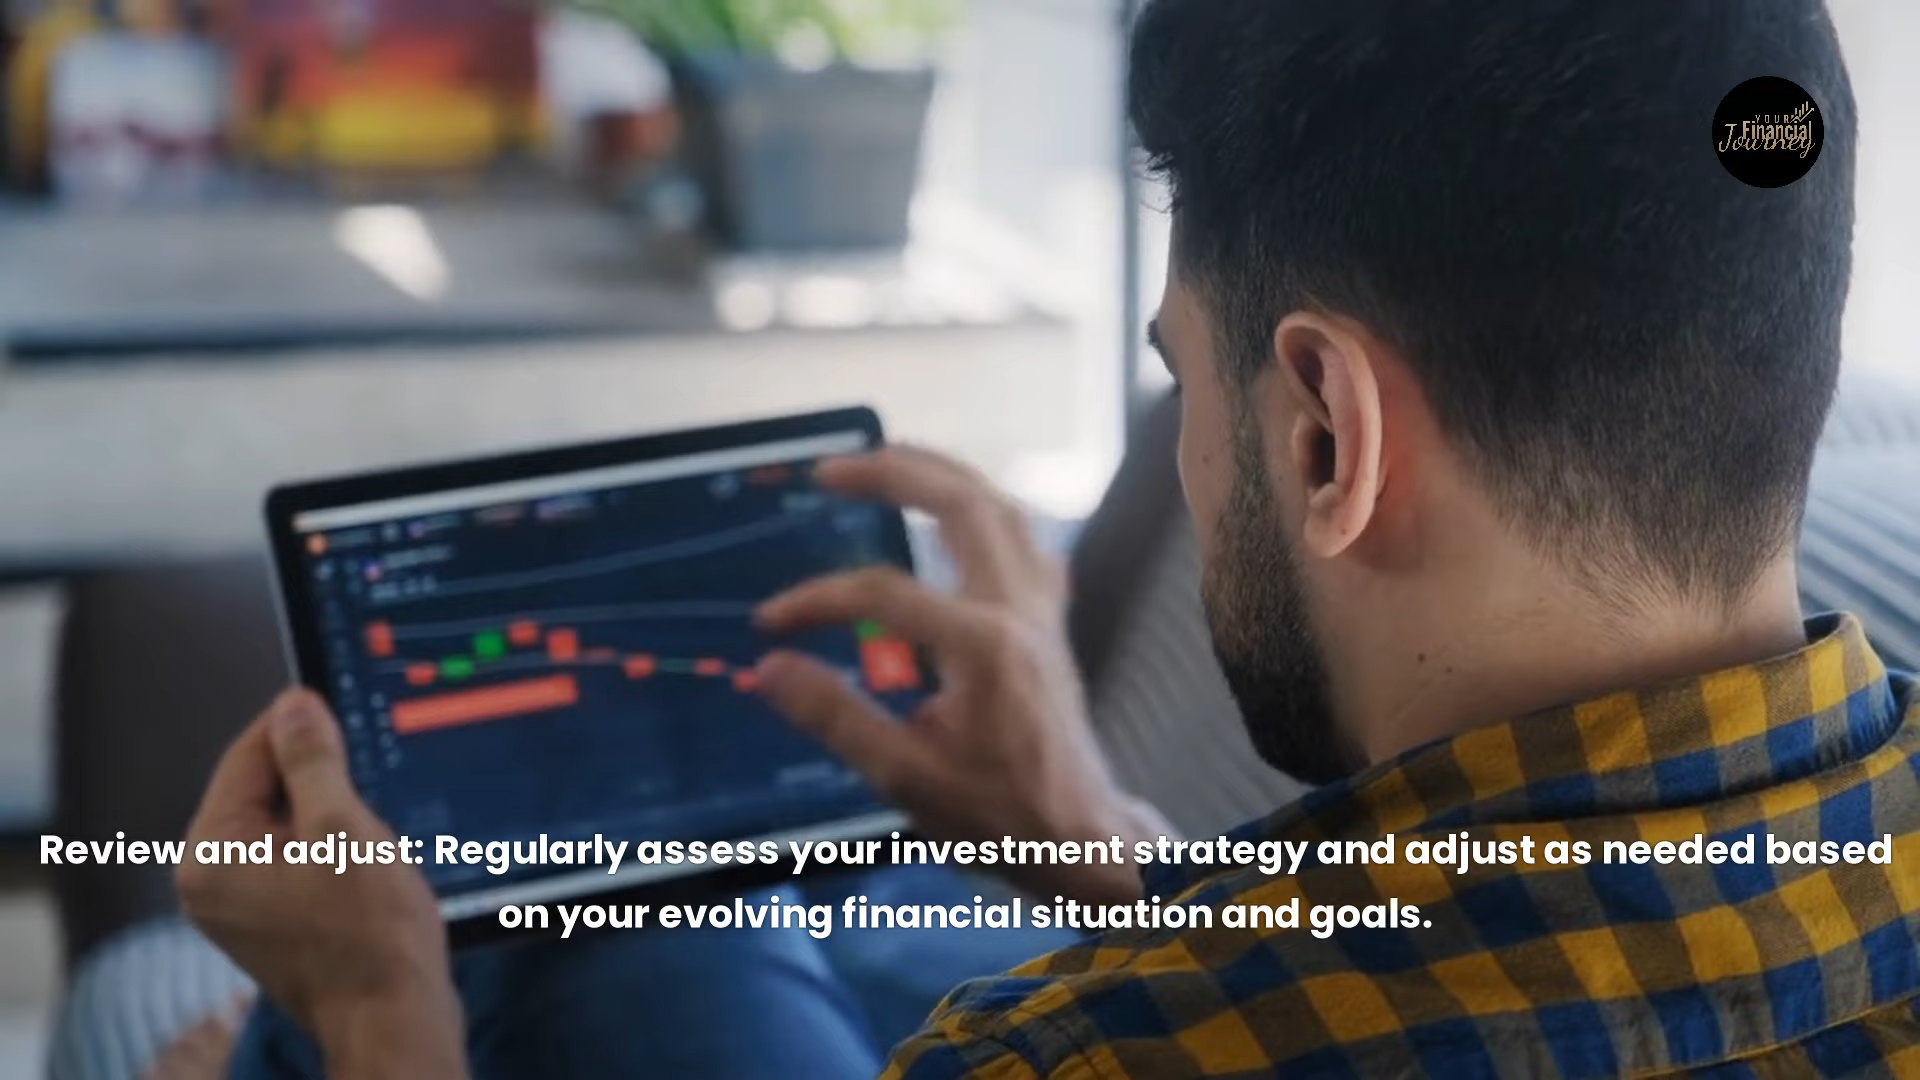 YOUR
Financial
Journey
Review and adjust: Regularly assess your investment strategy and adjust as needed based
on your evolving financial situation and goals.